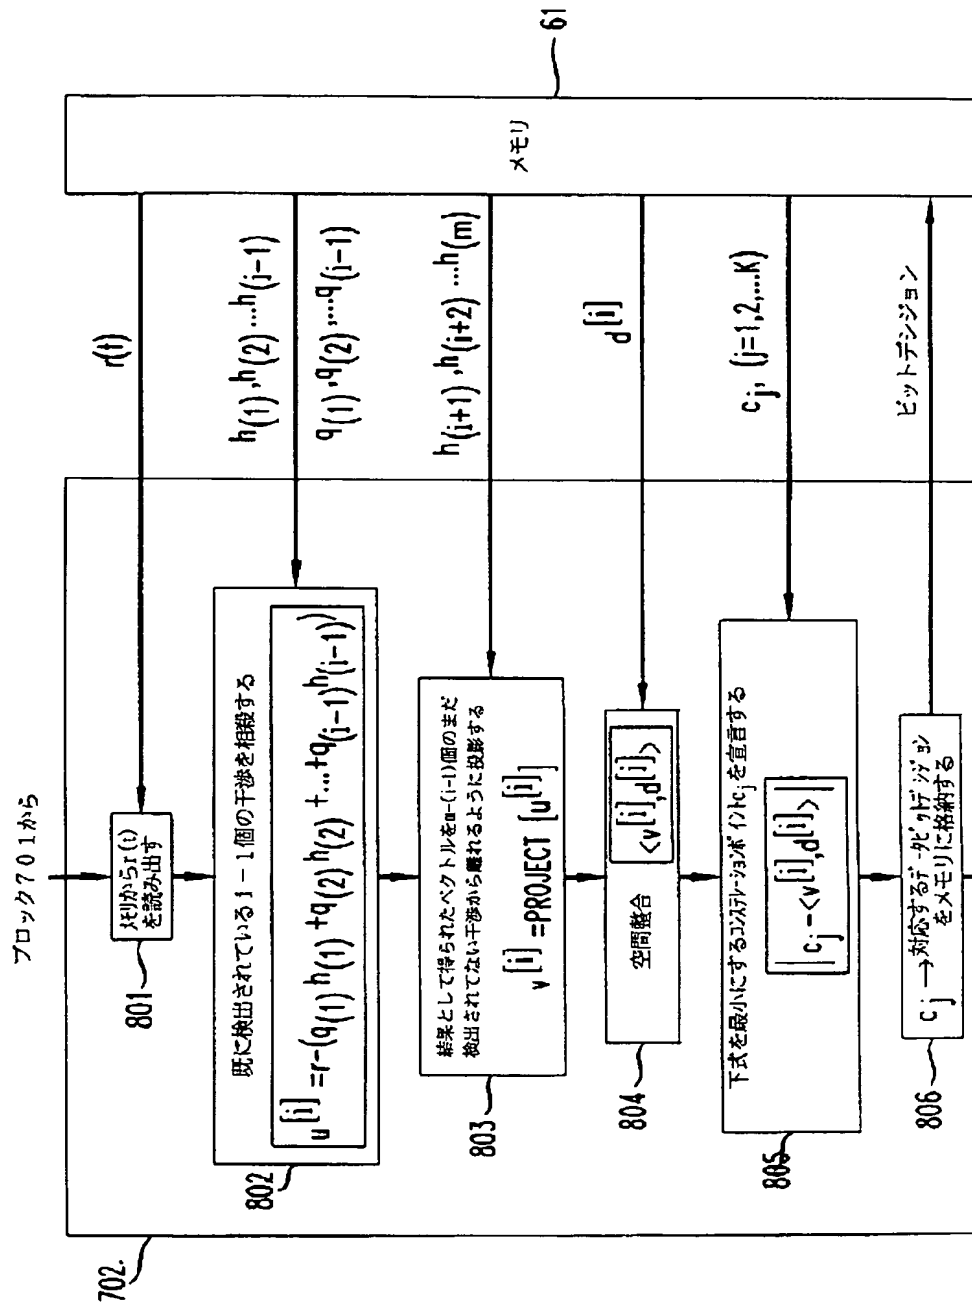 ブロック701から
702.
メモリからr(t)
を読み出す
801
r(t)
既に検出されているi-1個の干渉を相殺する
u[i]=r-(q(1)h(1)+q(2)h(2)+...+q(i-1)h(i-1))
802
h(1),h(2)...h(i-1)
q(1),q(2),...q(i-1)
結果として得られたベクトルをm-(i-1)個のまだ
検出されてない干渉から離れるように投影する
v[i]=PROJECT[u[i]]
803
h(i+1),h(i+2)...h(m)
空間整合
<v[i],d[i]>
804
d[i]
下式を最小にするコンステレーションポイントcjを宣言する
|cj-<v[i],d[i]>|
805
cj, (j=1,2,...K)
cj→対応するデータビットデシジョン
をメモリに格納する
806
ビットデシジョン
メモリ
61